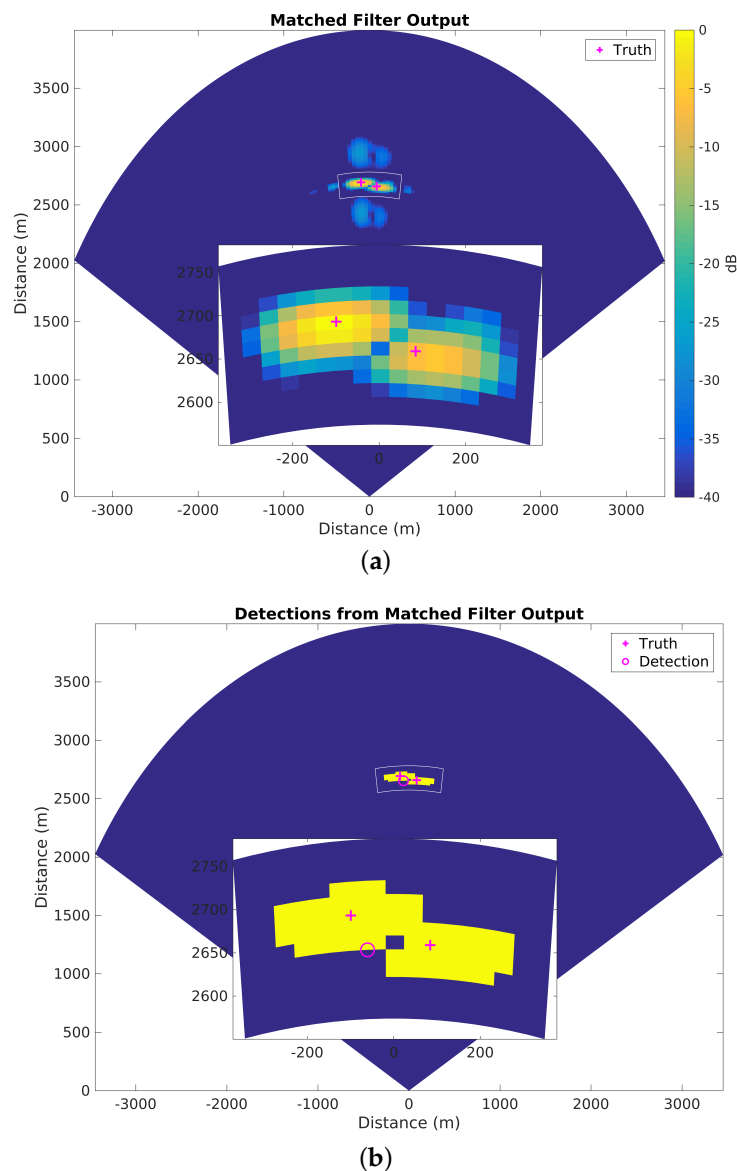 Matched Filter Output
Truth
0
-5
-10
-15
-20
-25
-30
-35
-40
dB
3500
3000
2500
2000
1500
1000
500
0
Distance (m)
2750
2700
2650
2600
-200 0 200
-3000 -2000 -1000 0 1000 2000 3000
Distance (m)
(a)
Detections from Matched Filter Output
Truth
Detection
3500
3000
2500
2000
1500
1000
500
0
Distance (m)
2750
2700
2650
2600
-200 0 200
-3000 -2000 -1000 0 1000 2000 3000
Distance (m)
(b)